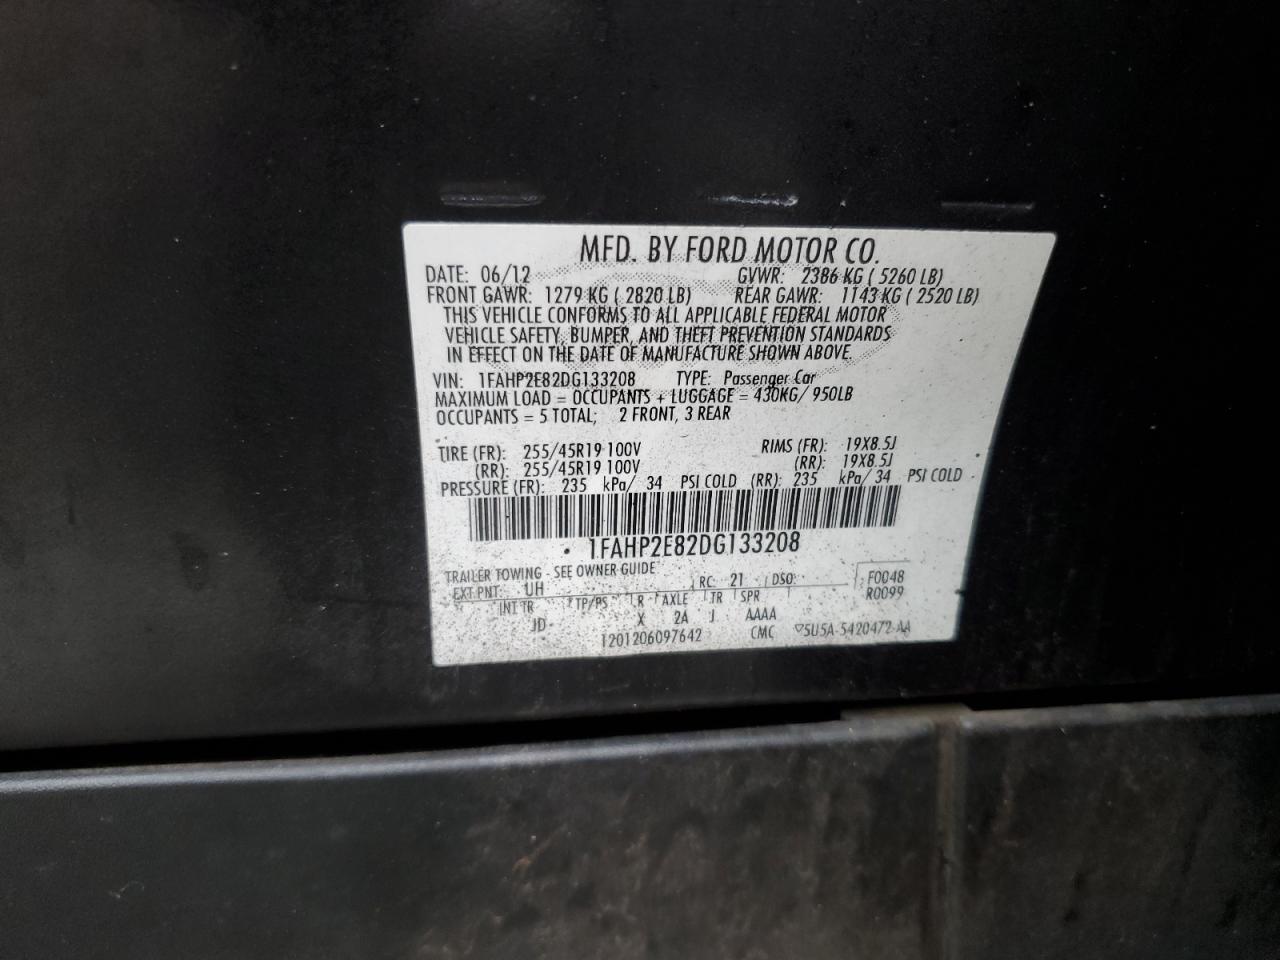 MFD. BY FORD MOTOR CO.
DATE: 06/12 GVWR: 2386 KG ( 5260 LB)
FRONT GAWR: 1279 KG ( 2820 LB) REAR GAWR: 1143 KG ( 2520 LB)
THIS VEHICLE CONFORMS TO ALL APPLICABLE FEDERAL MOTOR
VEHICLE SAFETY, BUMPER, AND THEFT PREVENTION STANDARDS
IN EFFECT ON THE DATE OF MANUFACTURE SHOWN ABOVE.
VIN: 1FAHP2E82DG133208 TYPE: Passenger Car
MAXIMUM LOAD = OCCUPANTS + LUGGAGE = 430KG/ 950LB
OCCUPANTS = 5 TOTAL; 2 FRONT, 3 REAR
TIRE (FR): 255/45R19 100V RIMS (FR): 19X8.5J
(RR): 255/45R19 100V (RR): 19X8.5J
PRESSURE (FR): 235 kPa/ 34 PSI COLD (RR): 235 kPa/ 34 PSI COLD
1FAHP2E82DG133208
TRAILER TOWING - SEE OWNER GUIDE
EXT PNT: UH RC: 21 DSO: F0048
R0099
INT TR TP/PS R AXLE TR SPR
JD X 2A J AAAA
1201206097642 CMC 5U5A-5420472-AA